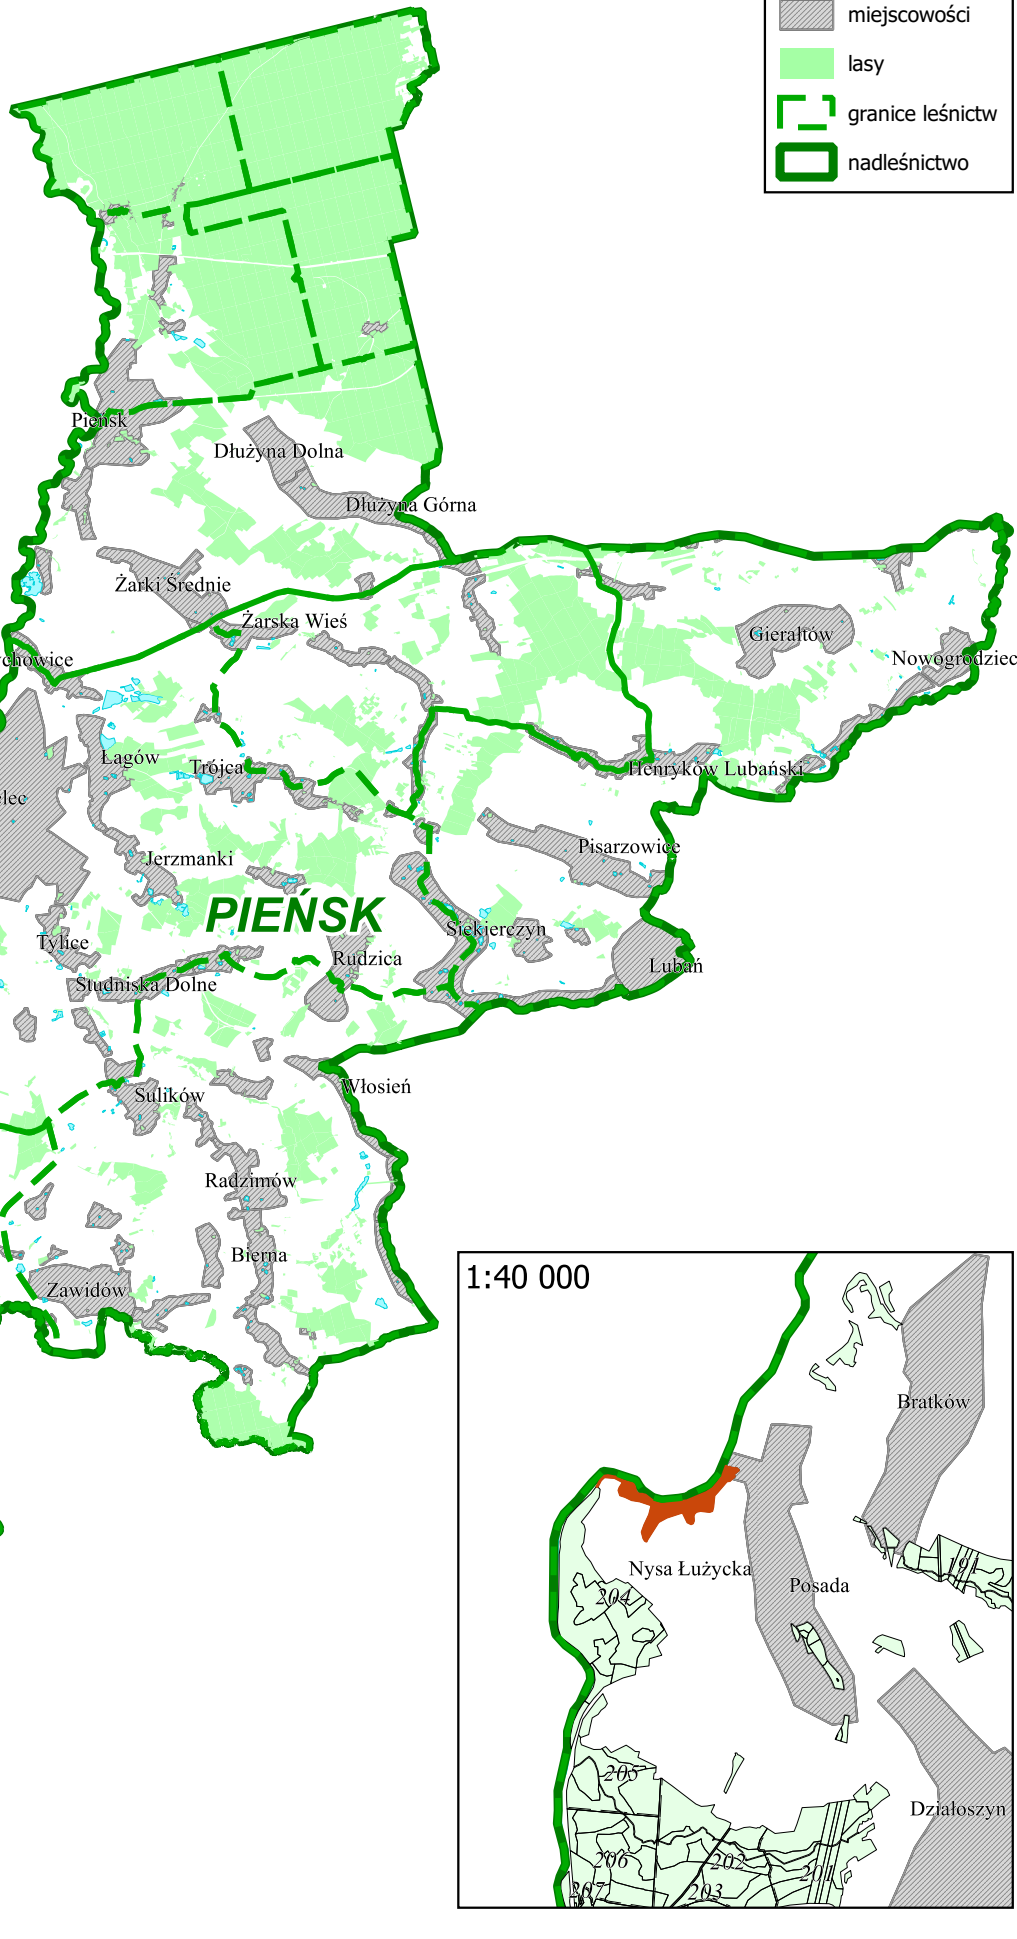 miejscowości
lasy
granice leśnictw
nadleśnictwo
Pieńsk
Dłużyna Dolna
Dłużyna Górna
Żarki Średnie
Żarska Wieś
Gierałtów
chowice
Nowogrodziec
Łagów
Trójca
Henryków Lubański
elec
Pisarzowice
Jerzmanki
PIEŃSK
Siekierczyn
Tylice
Rudzica
Lubań
Studniska Dolne
Włosień
Sulików
Radzimów
Bierna
Zawidów
1:40 000
Bratków
Nysa Łużycka
191
Posada
204
205
Działoszyn
206
202
201
207
203